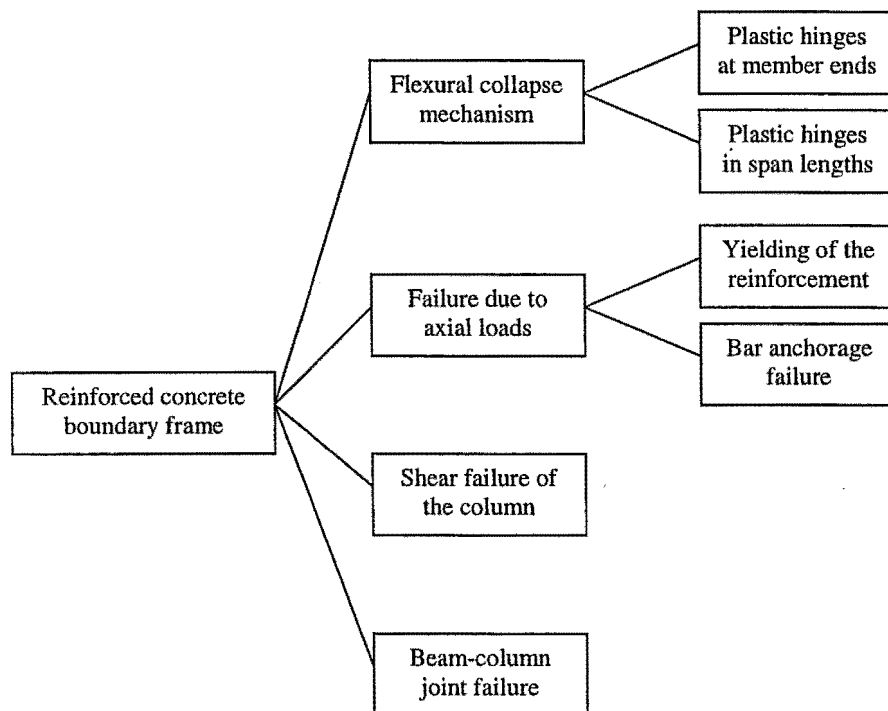 Reinforced concrete
boundary frame
Flexural collapse
mechanism
Plastic hinges
at member ends
Plastic hinges
in span lengths
Failure due to
axial loads
Yielding of the
reinforcement
Bar anchorage
failure
Shear failure of
the column
Beam-column
joint failure